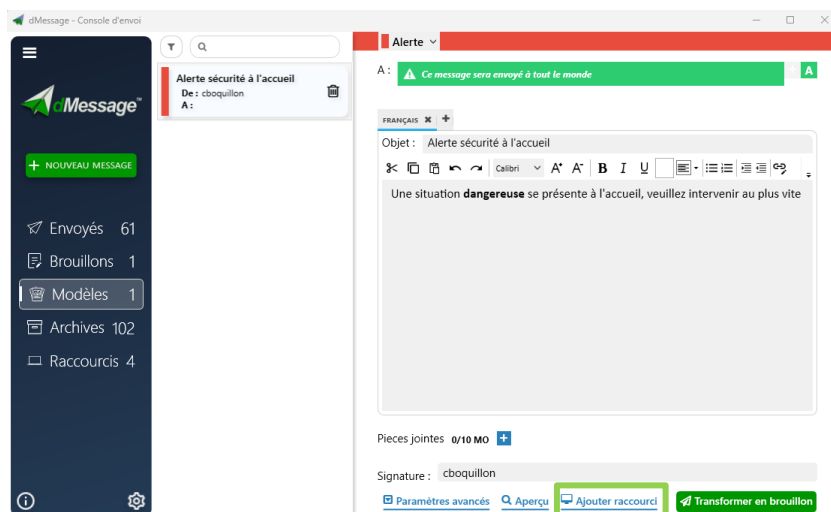 dMessage - Console d'envoi
Alerte
Alerte sécurité à l'accueil
De : cboquillon
A :
A :
Ce message sera envoyé à tout le monde
A
dMessage™
FRANÇAIS
Objet : Alerte sécurité à l'accueil
NOUVEAU MESSAGE
Calibri A+ A- B I U
Une situation dangereuse se présente à l'accueil, veuillez intervenir au plus vite
Envoyés 61
Brouillons 1
Modèles 1
Archives 102
Raccourcis 4
Pieces jointes 0/10 MO
Signature : cboquillon
Paramètres avancés Aperçu Ajouter raccourci Transformer en brouillon